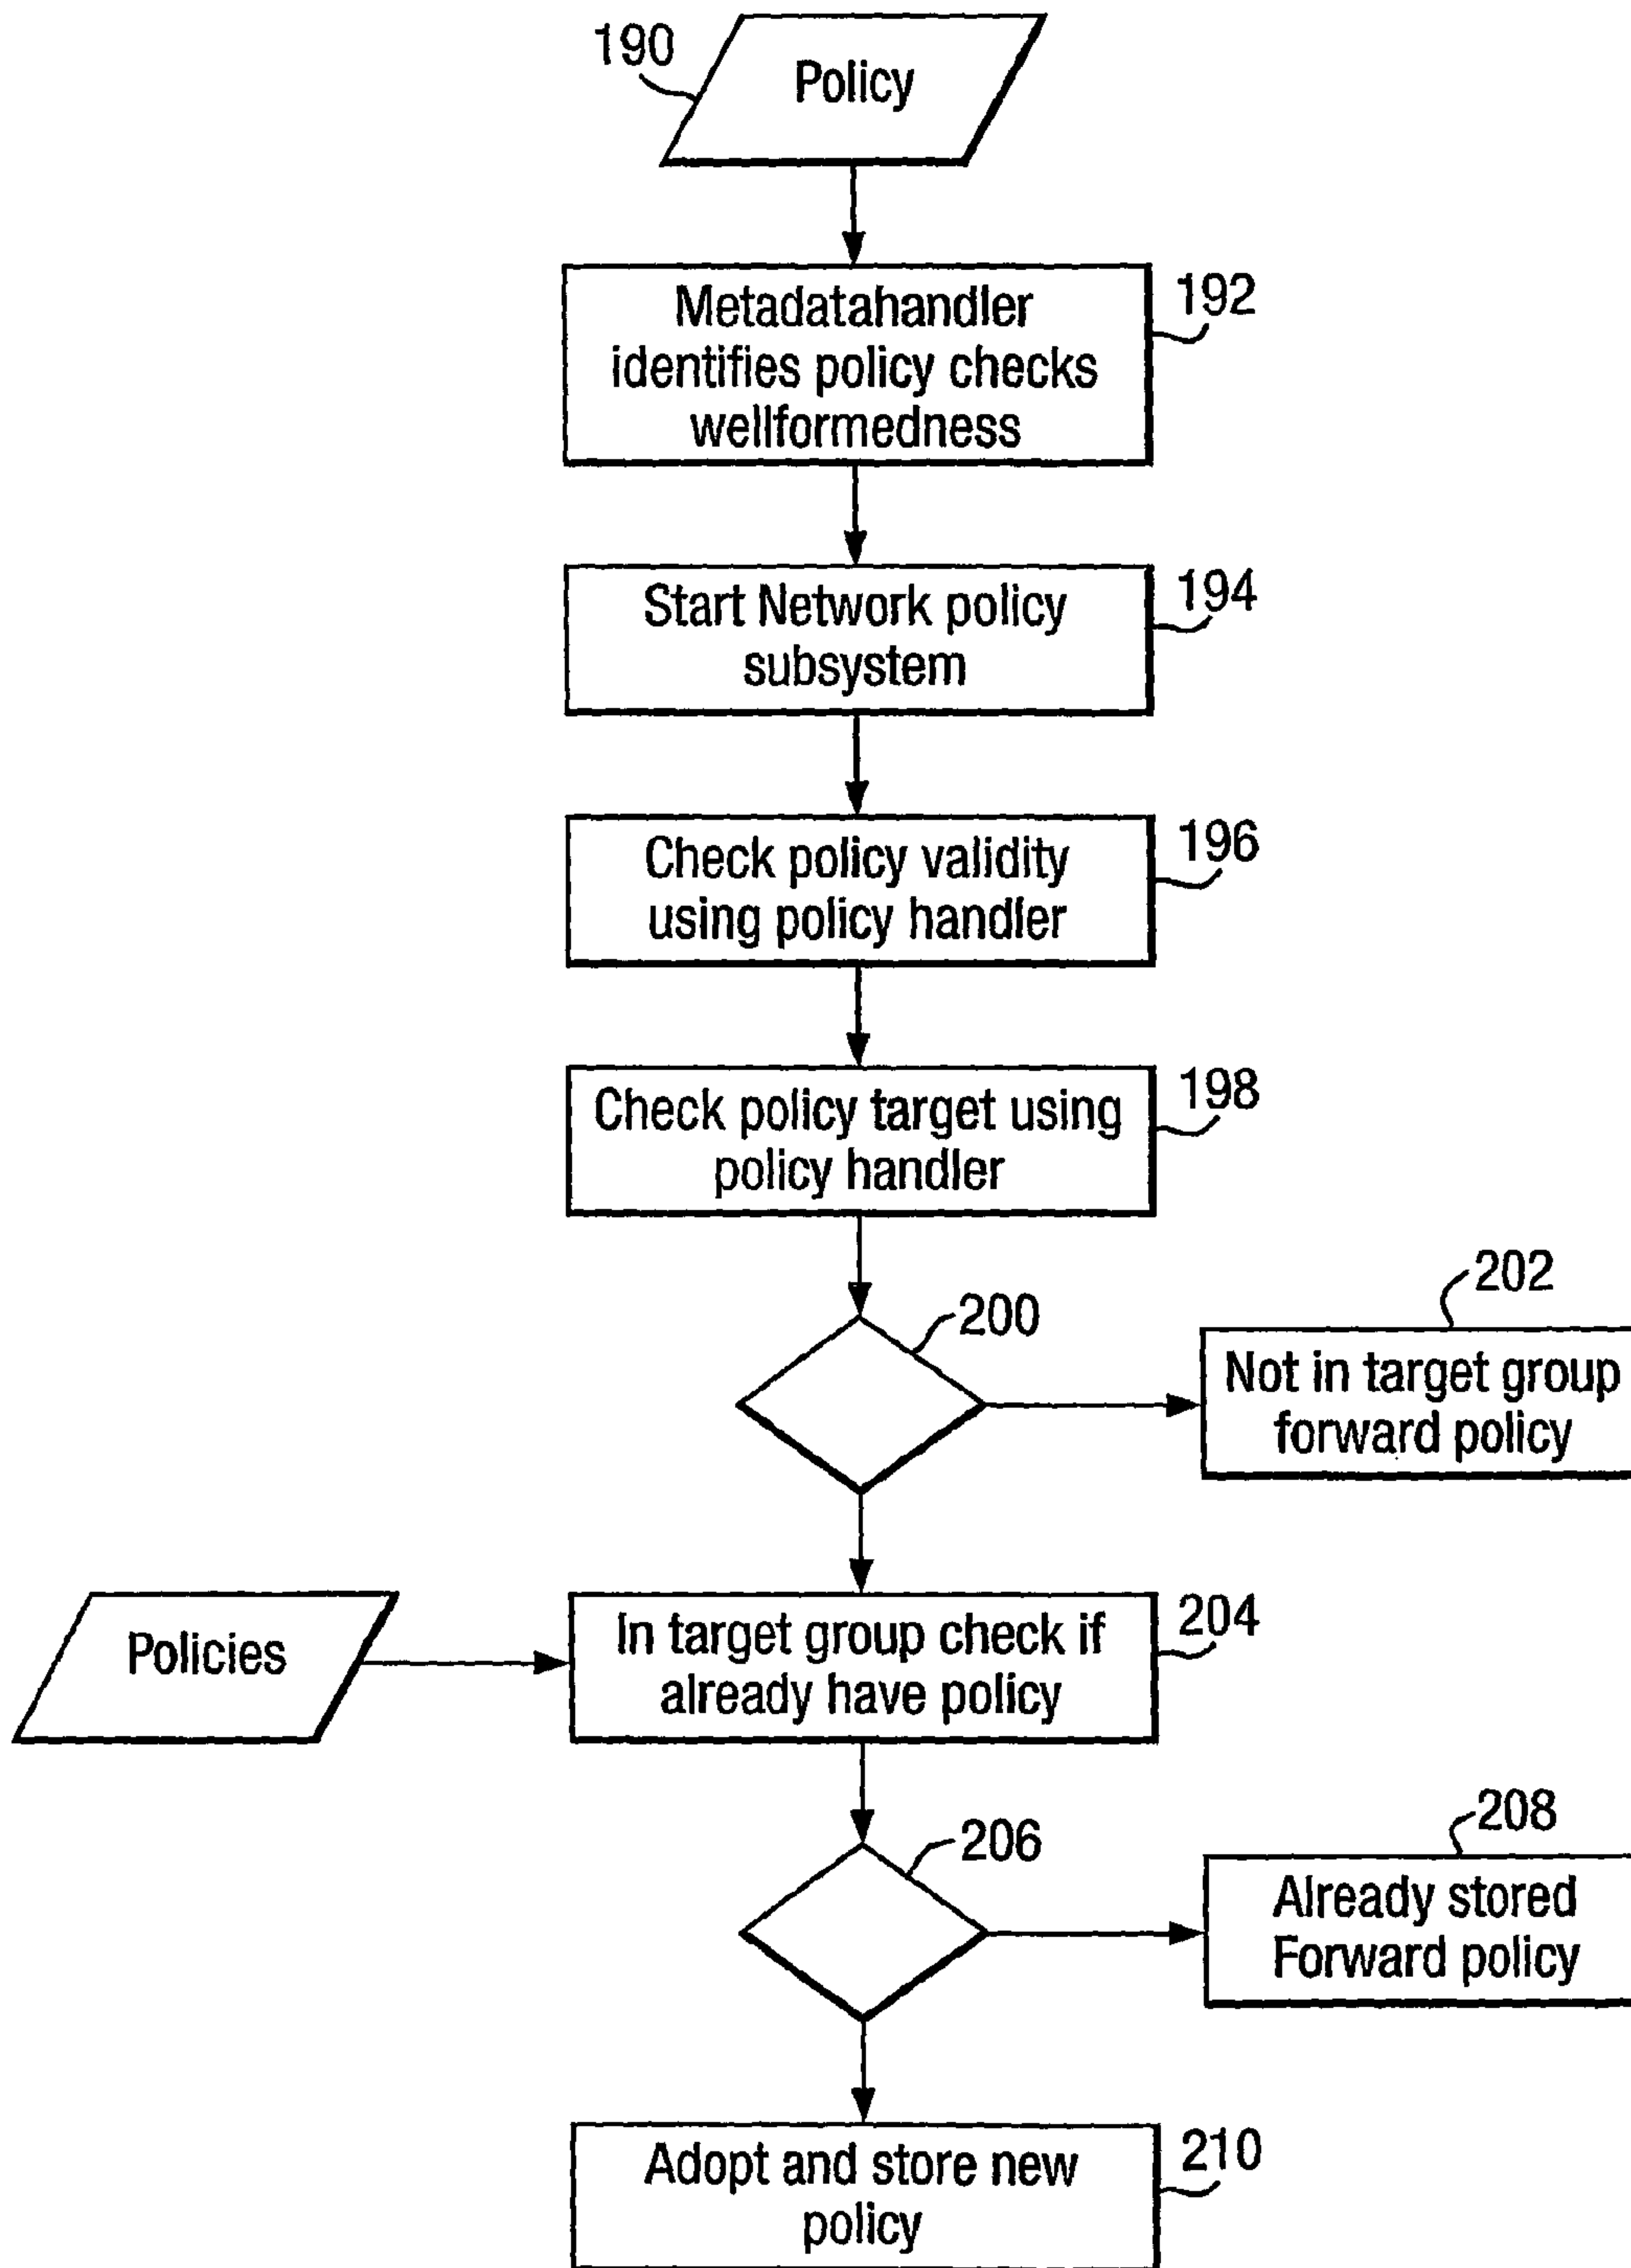 190
Policy
192
Metadatahandler
identifies policy checks
wellformedness
194
Start Network policy
subsystem
196
Check policy validity
using policy handler
198
Check policy target using
policy handler
200
202
Not in target group
forward policy
204
Policies
In target group check if
already have policy
206
208
Already stored
Forward policy
210
Adopt and store new
policy